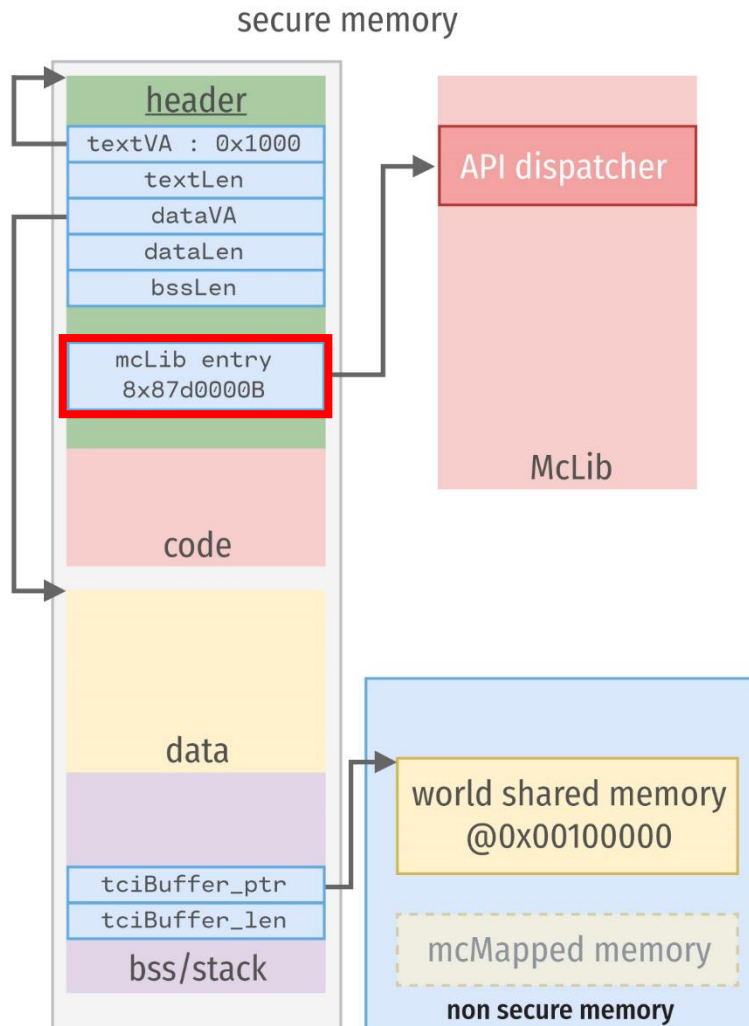 secure memory
header
textVA : 0x1000
textLen
dataVA
dataLen
bssLen
mcLib entry
8x87d0000B
code
data
tciBuffer_ptr
tciBuffer_len
bss/stack
API dispatcher
McLib
world shared memory
@0x00100000
mcMapped memory
non secure memory